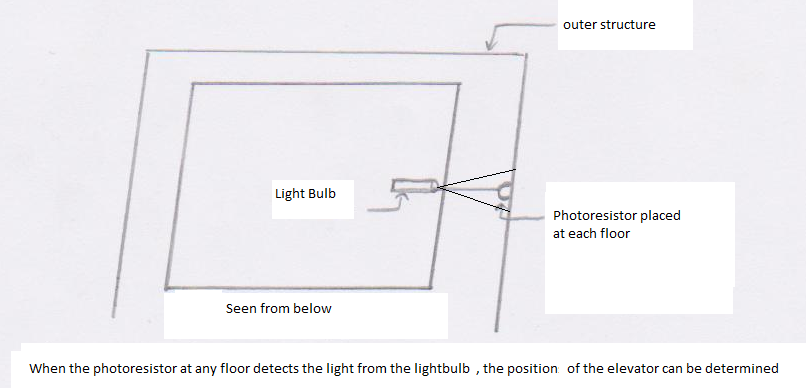 outer structure
Light Bulb
Photoresistor placed
at each floor
Seen from below
When the photoresistor at any floor detects the light from the lightbulb , the position of the elevator can be determined